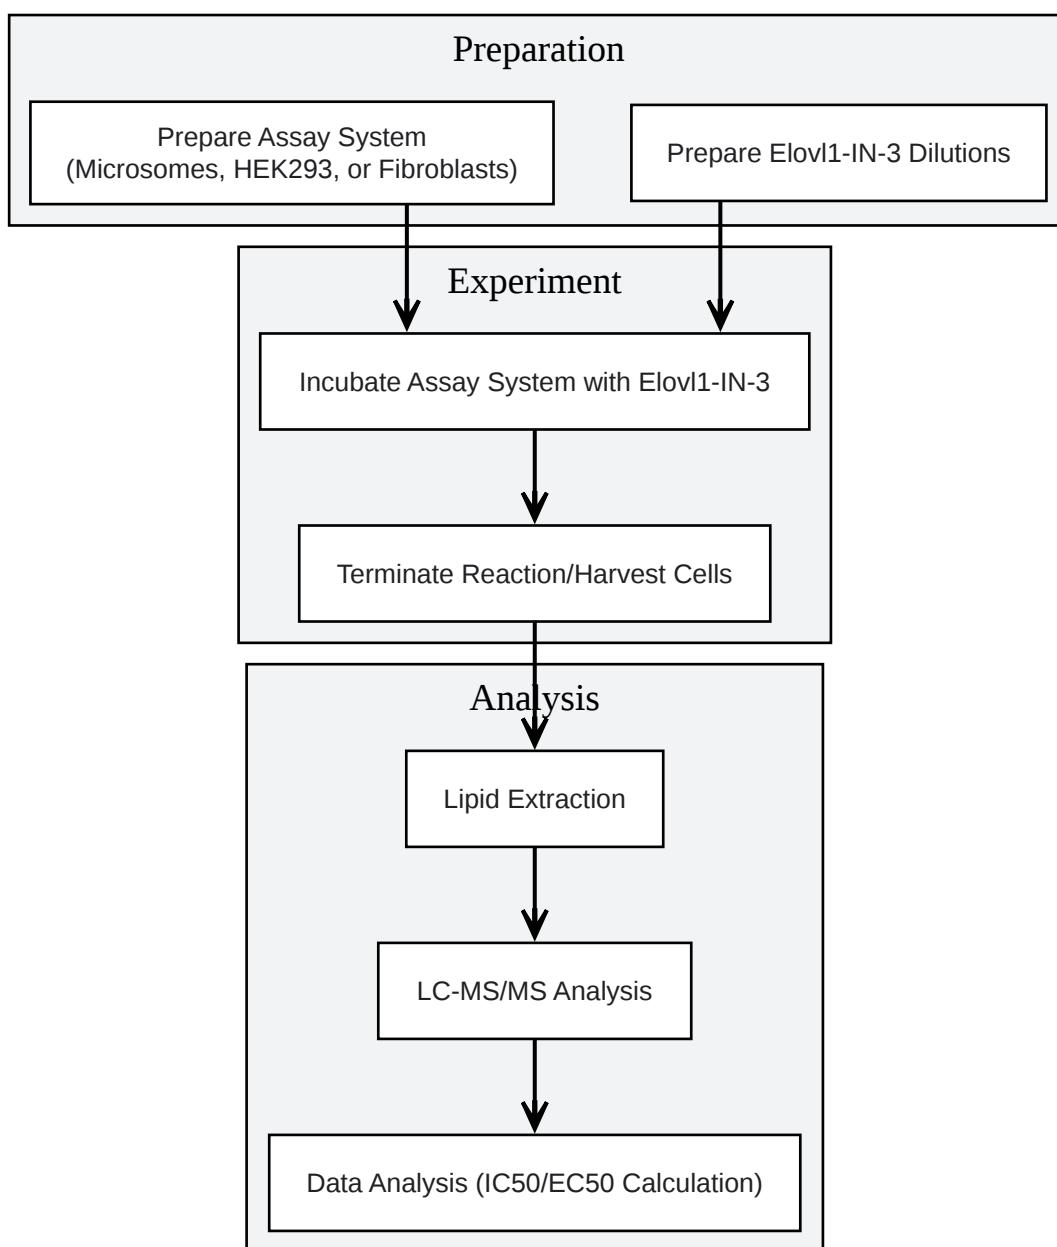 Preparation
Prepare Assay System
(Microsomes, HEK293, or Fibroblasts)
Prepare Elovl1-IN-3 Dilutions
Experiment
Incubate Assay System with Elovl1-IN-3
Terminate Reaction/Harvest Cells
Analysis
Lipid Extraction
LC-MS/MS Analysis
Data Analysis (IC50/EC50 Calculation)